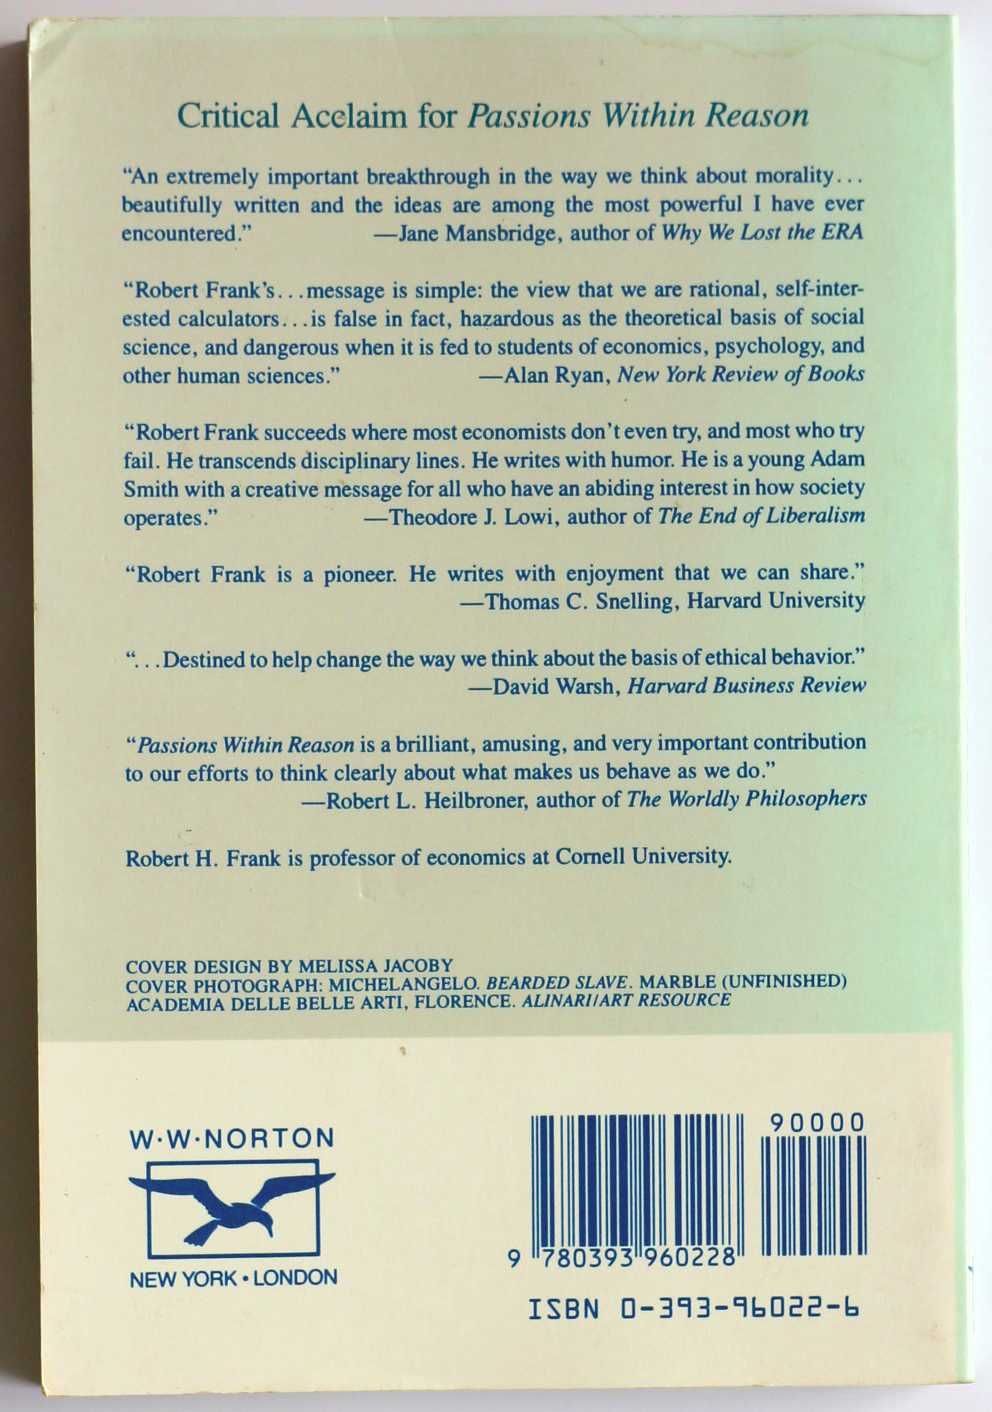 Critical Acclaim for Passions Within Reason
“An extremely important breakthrough in the way we think about morality...
beautifully written and the ideas are among the most powerful I have ever
encountered.” —Jane Mansbridge, author of Why We Lost the ERA
“Robert Frank’s...message is simple: the view that we are rational, self-inter-
ested calculators...is false in fact, hazardous as the theoretical basis of social
science, and dangerous when it is fed to students of economics, psychology, and
other human sciences.” —Alan Ryan, New York Review of Books
“Robert Frank succeeds where most economists don’t even try, and most who try
fail. He transcends disciplinary lines. He writes with humor. He is a young Adam
Smith with a creative message for all who have an abiding interest in how society
operates.” —Theodore J. Lowi, author of The End of Liberalism
“Robert Frank is a pioneer. He writes with enjoyment that we can share.”
—Thomas C. Snelling, Harvard University
“...Destined to help change the way we think about the basis of ethical behavior.”
—David Warsh, Harvard Business Review
“Passions Within Reason is a brilliant, amusing, and very important contribution
to our efforts to think clearly about what makes us behave as we do.”
—Robert L. Heilbroner, author of The Worldly Philosophers
Robert H. Frank is professor of economics at Cornell University.
COVER DESIGN BY MELISSA JACOBY
COVER PHOTOGRAPH: MICHELANGELO. BEARDED SLAVE. MARBLE (UNFINISHED)
ACADEMIA DELLE BELLE ARTI, FLORENCE. ALINARI/ART RESOURCE
W·W·NORTON
NEW YORK • LONDON
90000
9 780393 960228
ISBN 0-393-96022-6